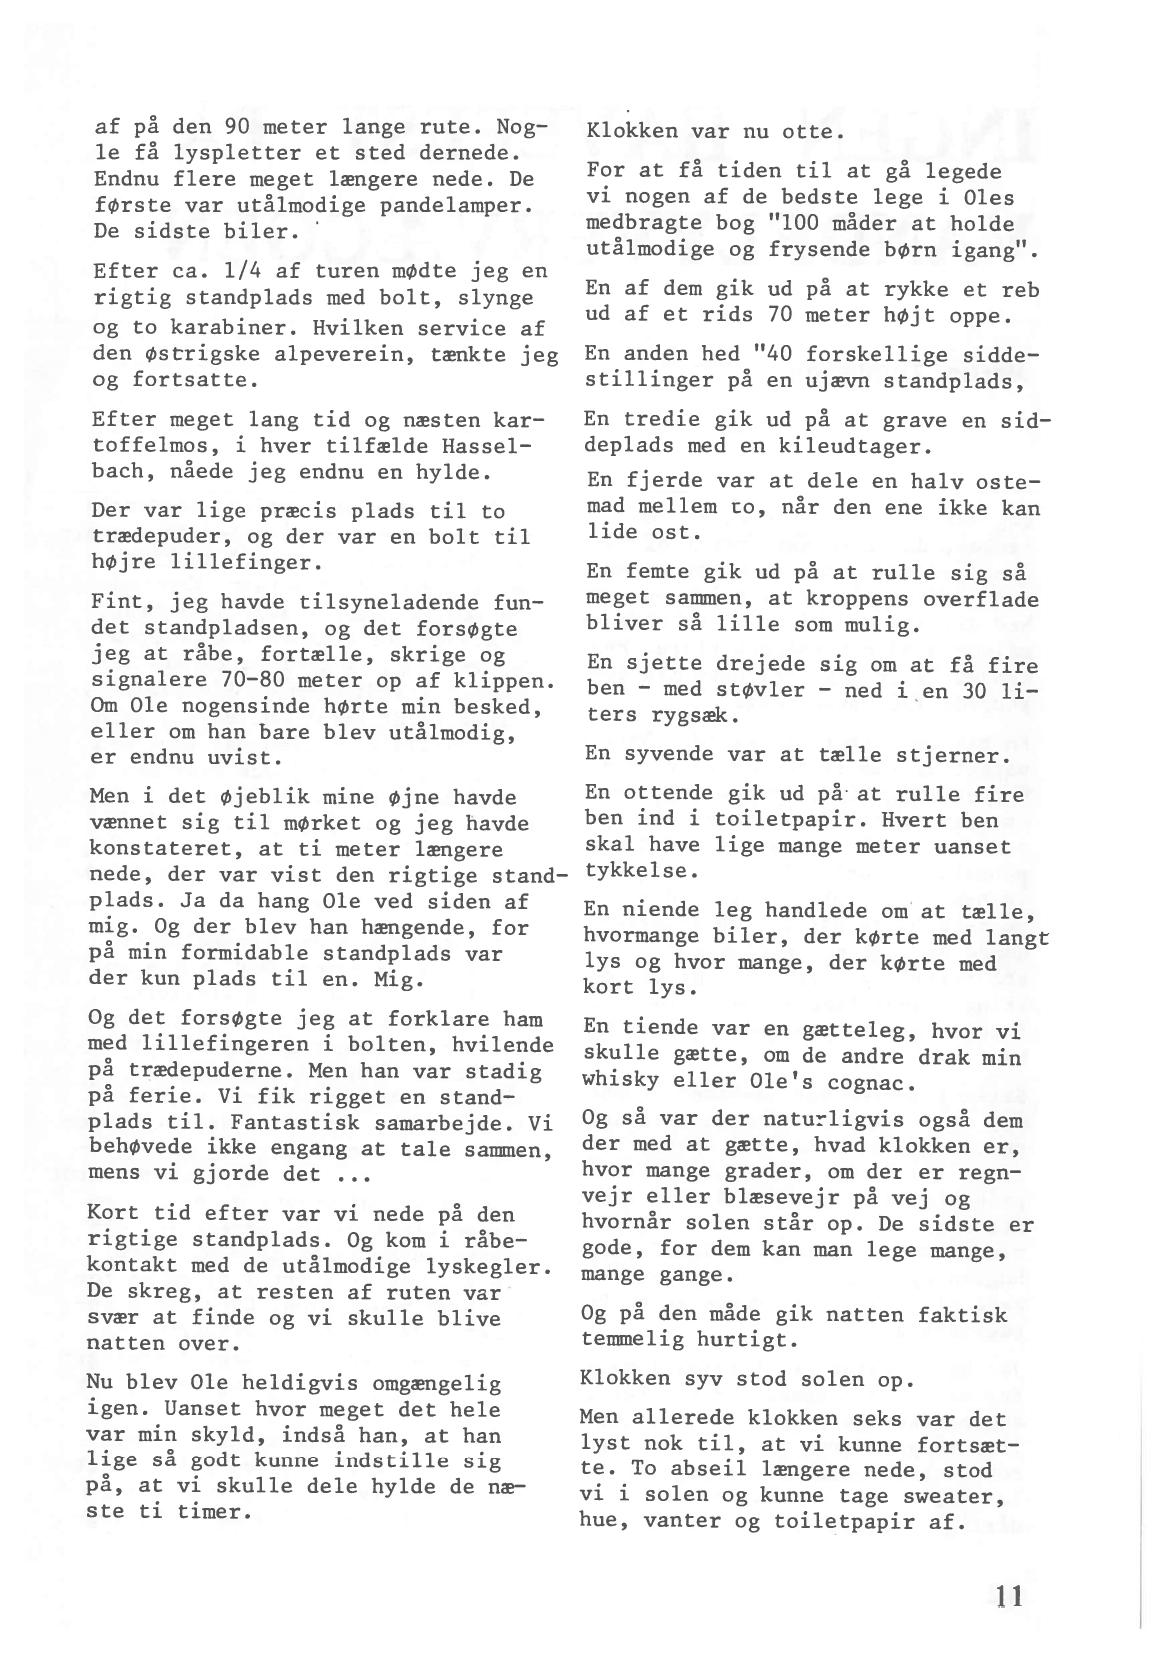 af på den 90 meter lange rute. Nog-
le få lyspletter et sted dernede.
Endnu flere meget længere nede. De
første var utålmodige pandelamper.
De sidste biler.
Efter ca. 1/4 af turen mødte jeg en
rigtig standplads med bolt, slynge
og to karabiner. Hvilken service af
den østrigske alpeverein, tænkte jeg
og fortsatte.
Efter meget lang tid og næsten kar-
toffelmos, i hver tilfælde Hassel-
bach, nåede jeg endnu en hylde.
Der var lige præcis plads til to
trædepuder, og der var en bolt til
højre lillefinger.
Fint, jeg havde tilsyneladende fun-
det standpladsen, og det forsøgte
jeg at råbe, fortælle, skrige og
signalere 70-80 meter op af klippen.
Om Ole nogensinde hørte min besked,
eller om han bare blev utålmodig,
er endnu uvist.
Men i det øjeblik mine øjne havde
vænnet sig til mørket og jeg havde
konstateret, at ti meter længere
nede, der var vist den rigtige stand-
plads. Ja da hang Ole ved siden af
mig. Og der blev han hængende, for
på min formidable standplads var
der kun plads til en. Mig.
Og det forsøgte jeg at forklare ham
med lillefingeren i bolten, hvilende
på trædepuderne. Men han var stadig
på ferie. Vi fik rigget en stand-
plads til. Fantastisk samarbejde. Vi
behøvede ikke engang at tale sammen,
mens vi gjorde det ...
Kort tid efter var vi nede på den
rigtige standplads. Og kom i råbe-
kontakt med de utålmodige lyskegler.
De skreg, at resten af ruten var
svær at finde og vi skulle blive
natten over.
Nu blev Ole heldigvis omgængelig
igen. Uanset hvor meget det hele
var min skyld, indså han, at han
lige så godt kunne indstille sig
på, at vi skulle dele hylde de næ-
ste ti timer.
Klokken var nu otte.
For at få tiden til at gå legede
vi nogen af de bedste lege i Oles
medbragte bog "100 måder at holde
utålmodige og frysende børn igang".
En af dem gik ud på at rykke et reb
ud af et rids 70 meter højt oppe.
En anden hed "40 forskellige sidde-
stillinger på en ujævn standplads,
En tredie gik ud på at grave en sid-
deplads med en kileudtager.
En fjerde var at dele en halv oste-
mad mellem to, når den ene ikke kan
lide ost.
En femte gik ud på at rulle sig så
meget sammen, at kroppens overflade
bliver så lille som mulig.
En sjette drejede sig om at få fire
ben - med støvler - ned i en 30 li-
ters rygsæk.
En syvende var at tælle stjerner.
En ottende gik ud på at rulle fire
ben ind i toiletpapir. Hvert ben
skal have lige mange meter uanset
tykkelse.
En niende leg handlede om at tælle,
hvormange biler, der kørte med langt
lys og hvor mange, der kørte med
kort lys.
En tiende var en gætteleg, hvor vi
skulle gætte, om de andre drak min
whisky eller Ole's cognac.
Og så var der naturligvis også dem
der med at gætte, hvad klokken er,
hvor mange grader, om der er regn-
vejr eller blæsevejr på vej og
hvornår solen står op. De sidste er
gode, for dem kan man lege mange,
mange gange.
Og på den måde gik natten faktisk
temmelig hurtigt.
Klokken syv stod solen op.
Men allerede klokken seks var det
lyst nok til, at vi kunne fortsæt-
te. To abseil længere nede, stod
vi i solen og kunne tage sweater,
hue, vanter og toiletpapir af.
11